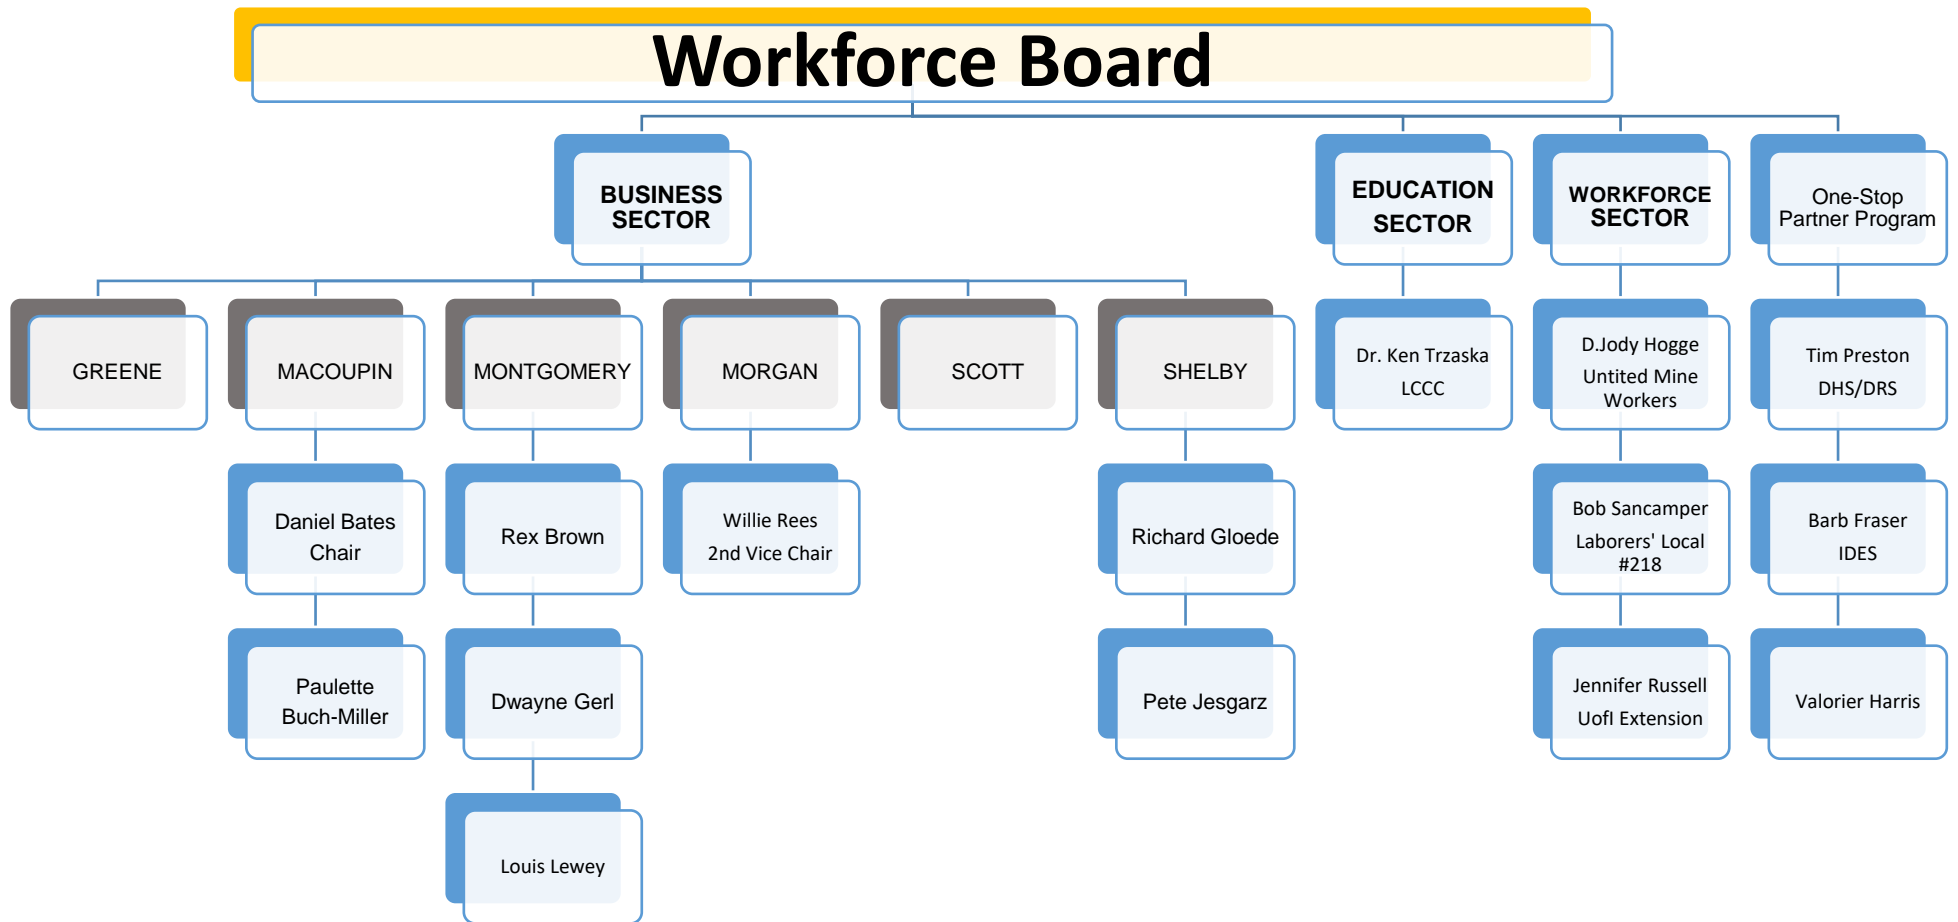 Workforce Board
BUSINESS
SECTOR
EDUCATION
SECTOR
WORKFORCE
SECTOR
One-Stop
Partner Program
GREENE
MACOUPIN
MONTGOMERY
MORGAN
SCOTT
SHELBY
Dr. Ken Trzaska
LCCC
D.Jody Hogge
Untited Mine
Workers
Tim Preston
DHS/DRS
Daniel Bates
Chair
Rex Brown
Willie Rees
2nd Vice Chair
Richard Gloede
Bob Sancamper
Laborers' Local
#218
Barb Fraser
IDES
Paulette
Buch-Miller
Dwayne Gerl
Pete Jesgarz
Jennifer Russell
UofI Extension
Valorier Harris
Louis Lewey